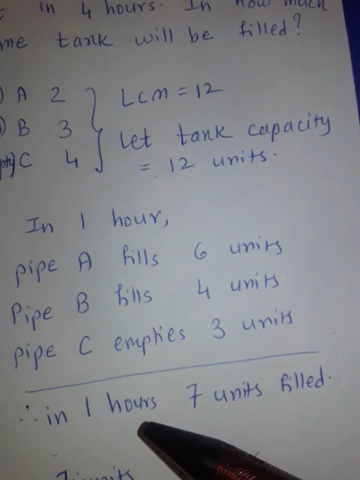 in 4 hours. In how much
me tank will be filled?
A 2
B 3
C 4
LCM = 12
Let tank capacity
= 12 units.
In 1 hour,
pipe A fills 6 units
Pipe B fills 4 units
pipe C empties 3 units
∴ in 1 hours 7 units filled.